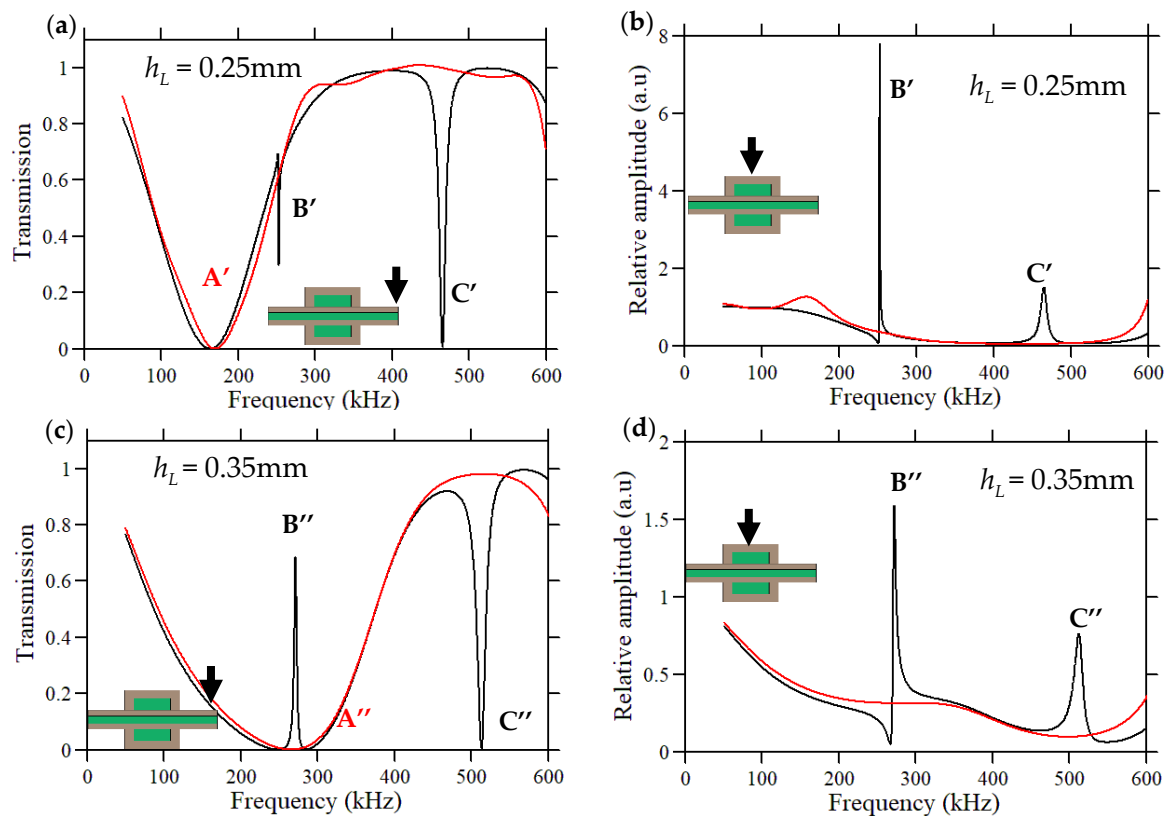 (a)
h_L = 0.25mm
Transmission
1
0.8
0.6
0.4
0.2
0
A′
B′
C′
0 100 200 300 400 500 600
Frequency (kHz)
(b)
h_L = 0.25mm
Relative amplitude (a.u)
8
6
4
2
0
B′
C′
0 100 200 300 400 500 600
Frequency (kHz)
(c)
h_L = 0.35mm
Transmission
1
0.8
0.6
0.4
0.2
0
B′′
A′′
C′′
0 100 200 300 400 500 600
Frequency (kHz)
(d)
h_L = 0.35mm
Relative amplitude (a.u)
2
1.5
1
0.5
0
B′′
C′′
0 100 200 300 400 500 600
Frequency (kHz)